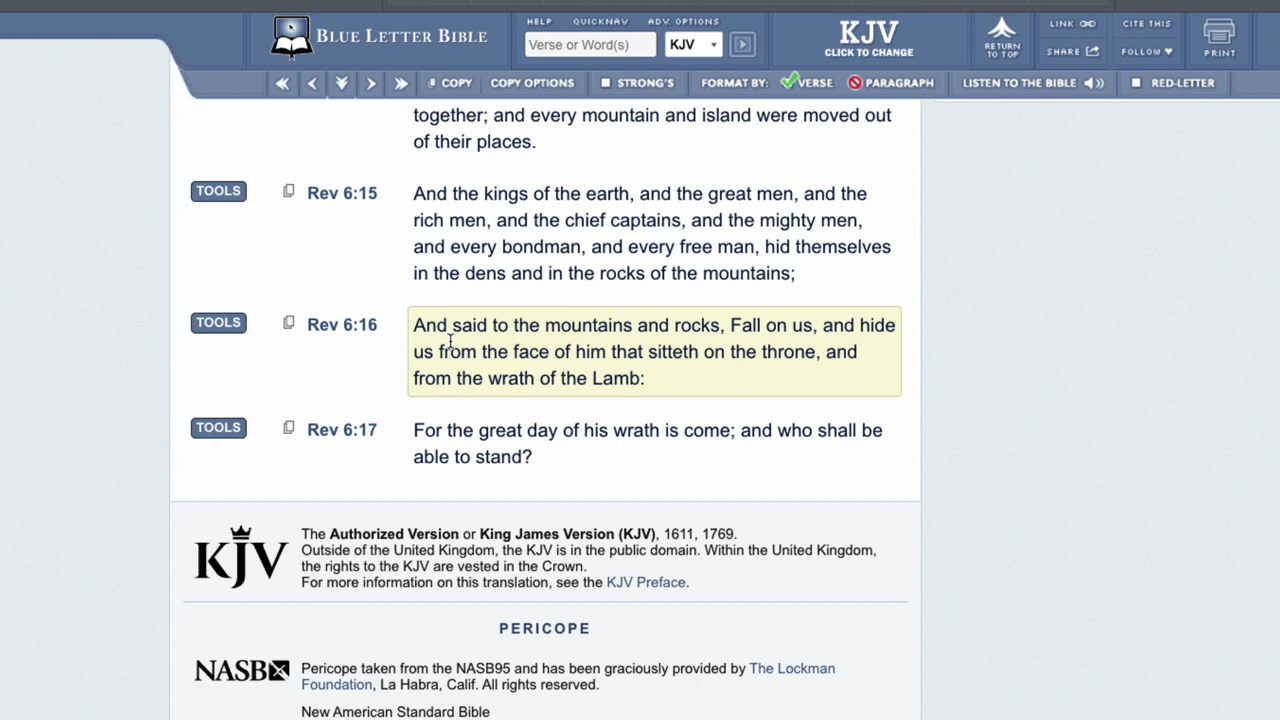 HELP QUICKNAV ADV. OPTIONS
BLUE LETTER BIBLE
Verse or Word(s)
KJV
KJV
CLICK TO CHANGE
RETURN
TO TOP
LINK
CITE THIS
SHARE
FOLLOW
PRINT
COPY COPY OPTIONS STRONG'S FORMAT BY: VERSE PARAGRAPH LISTEN TO THE BIBLE RED-LETTER
together; and every mountain and island were moved out
of their places.
TOOLS Rev 6:15 And the kings of the earth, and the great men, and the
rich men, and the chief captains, and the mighty men,
and every bondman, and every free man, hid themselves
in the dens and in the rocks of the mountains;
TOOLS Rev 6:16 And said to the mountains and rocks, Fall on us, and hide
us from the face of him that sitteth on the throne, and
from the wrath of the Lamb:
TOOLS Rev 6:17 For the great day of his wrath is come; and who shall be
able to stand?
KJV
The Authorized Version or King James Version (KJV), 1611, 1769.
Outside of the United Kingdom, the KJV is in the public domain. Within the United Kingdom,
the rights to the KJV are vested in the Crown.
For more information on this translation, see the KJV Preface.
PERICOPE
NASB
Pericope taken from the NASB95 and has been graciously provided by The Lockman
Foundation, La Habra, Calif. All rights reserved.
New American Standard Bible